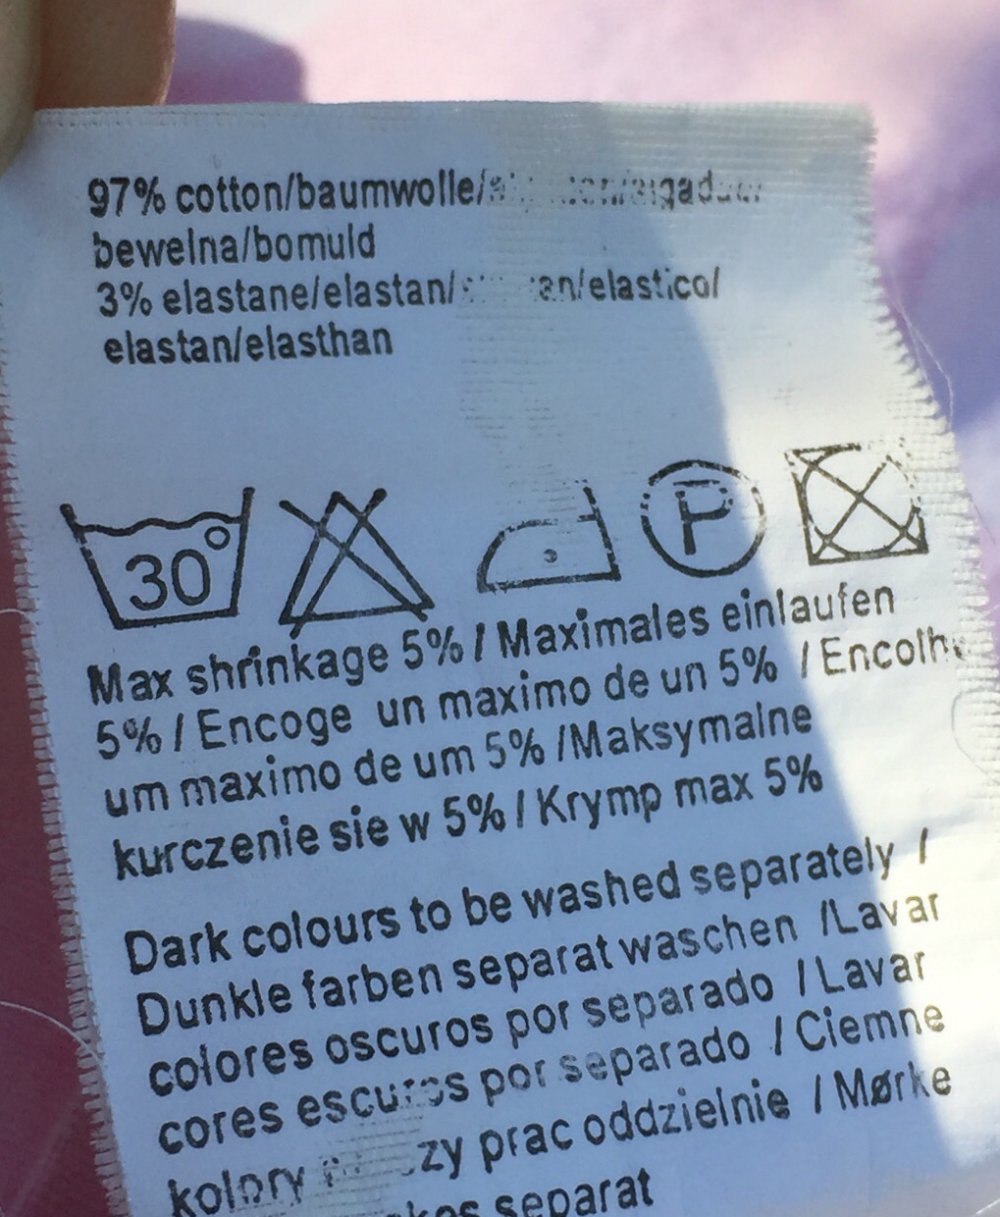 97% cotton/baumwolle/
bewelna/bomuld
3% elastane/elastan/ /elastico/
elastan/elasthan
30° P
Max shrinkage 5% / Maximales einlaufen
5% / Encoge un maximo de un 5% /
um maximo de um 5% /Maksymalne
kurczenie sie w 5% / Krymp max 5%
Dark colours to be washed separately /
Dunkle farben separat waschen /Lavar
colores oscuros por separado / Lavar
cores escuros por separado / Ciemne
kolory prac oddzielnie / Mørke
separat